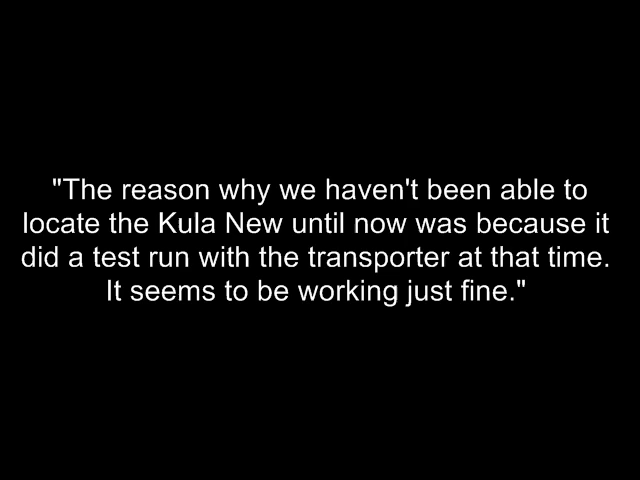 "The reason why we haven't been able to
locate the Kula New until now was because it
did a test run with the transporter at that time.
It seems to be working just fine."